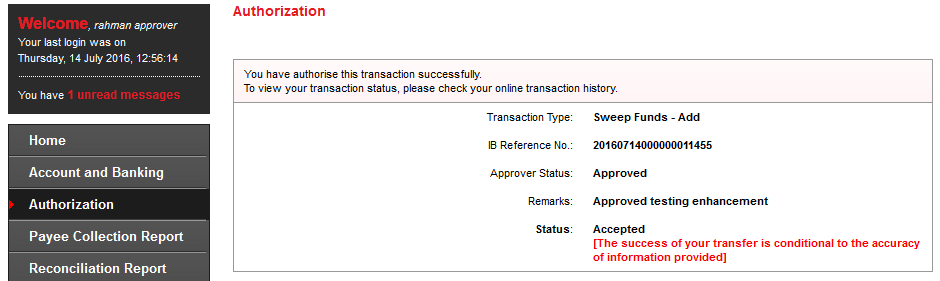 Welcome, rahman approver
Your last login was on
Thursday, 14 July 2016, 12:56:14
You have 1 unread messages
Home
Account and Banking
Authorization
Payee Collection Report
Reconciliation Report
Authorization
You have authorise this transaction successfully.
To view your transaction status, please check your online transaction history.
Transaction Type: Sweep Funds - Add
IB Reference No.: 20160714000000011455
Approver Status: Approved
Remarks: Approved testing enhancement
Status: Accepted
[The success of your transfer is conditional to the accuracy
of information provided]